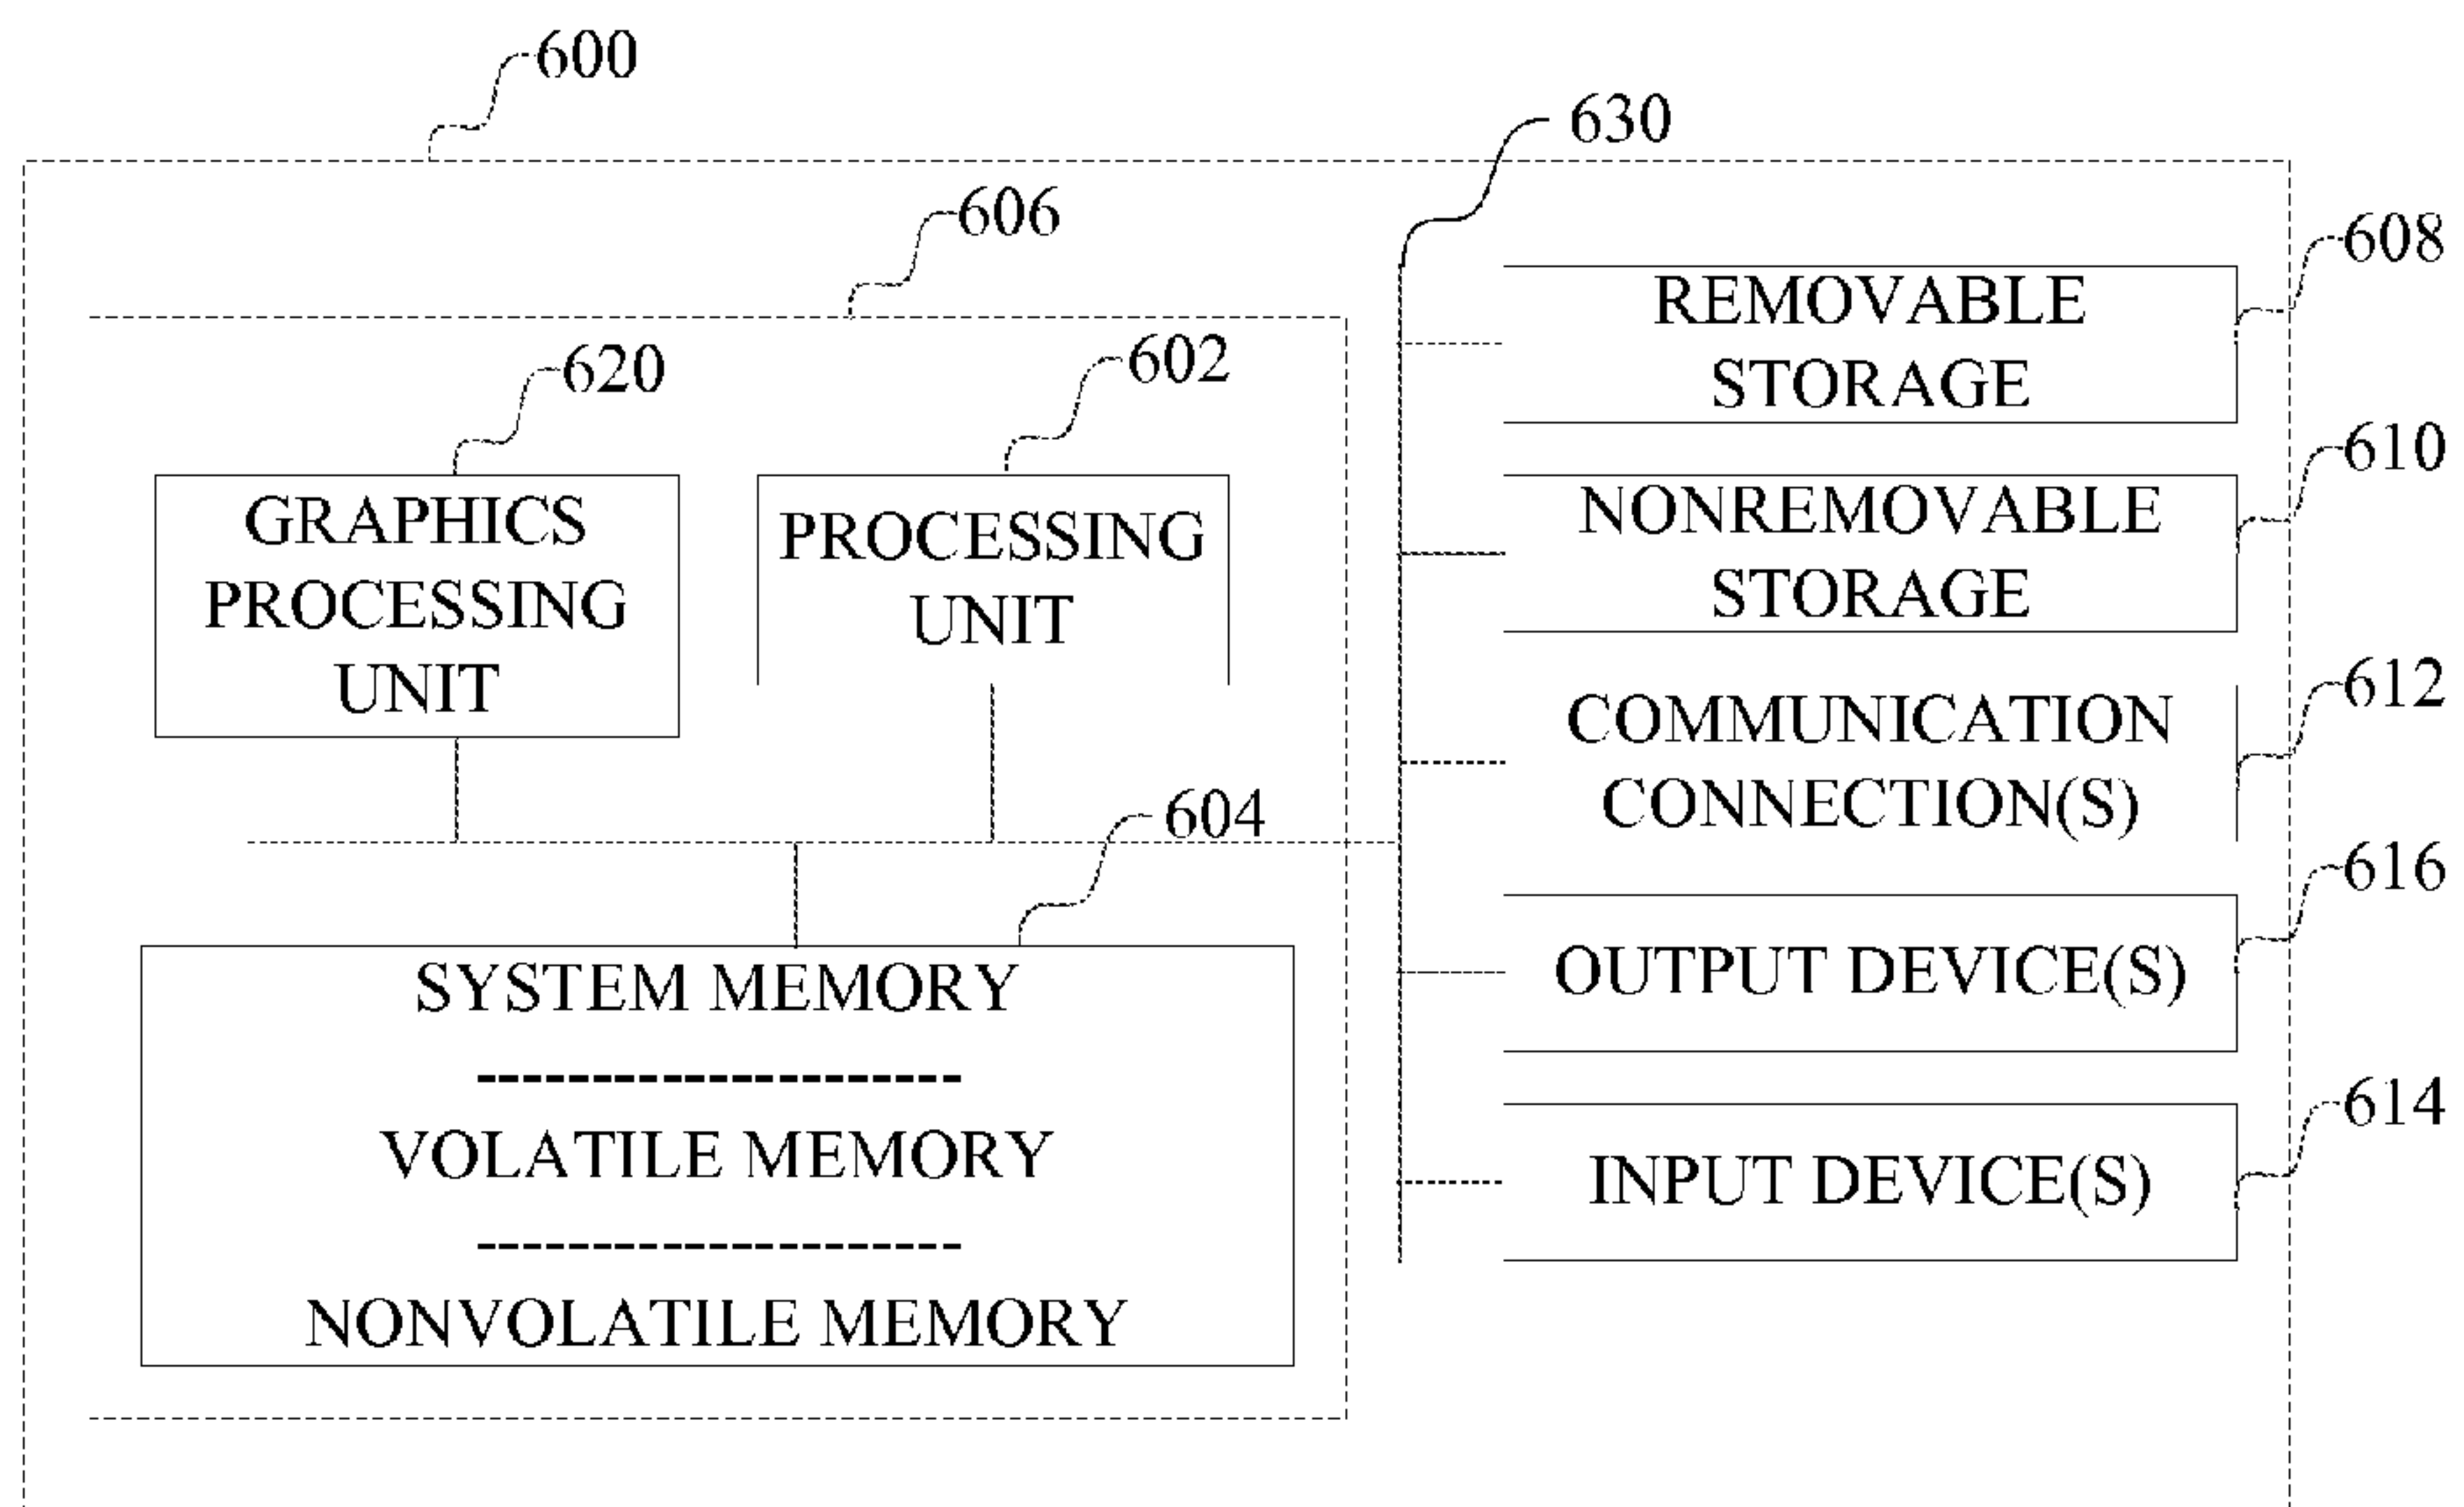 600
630
606
608
REMOVABLE
STORAGE
620
602
610
GRAPHICS
PROCESSING
UNIT
PROCESSING
UNIT
NONREMOVABLE
STORAGE
612
COMMUNICATION
CONNECTION(S)
604
616
SYSTEM MEMORY
---------------------
VOLATILE MEMORY
---------------------
NONVOLATILE MEMORY
OUTPUT DEVICE(S)
614
INPUT DEVICE(S)